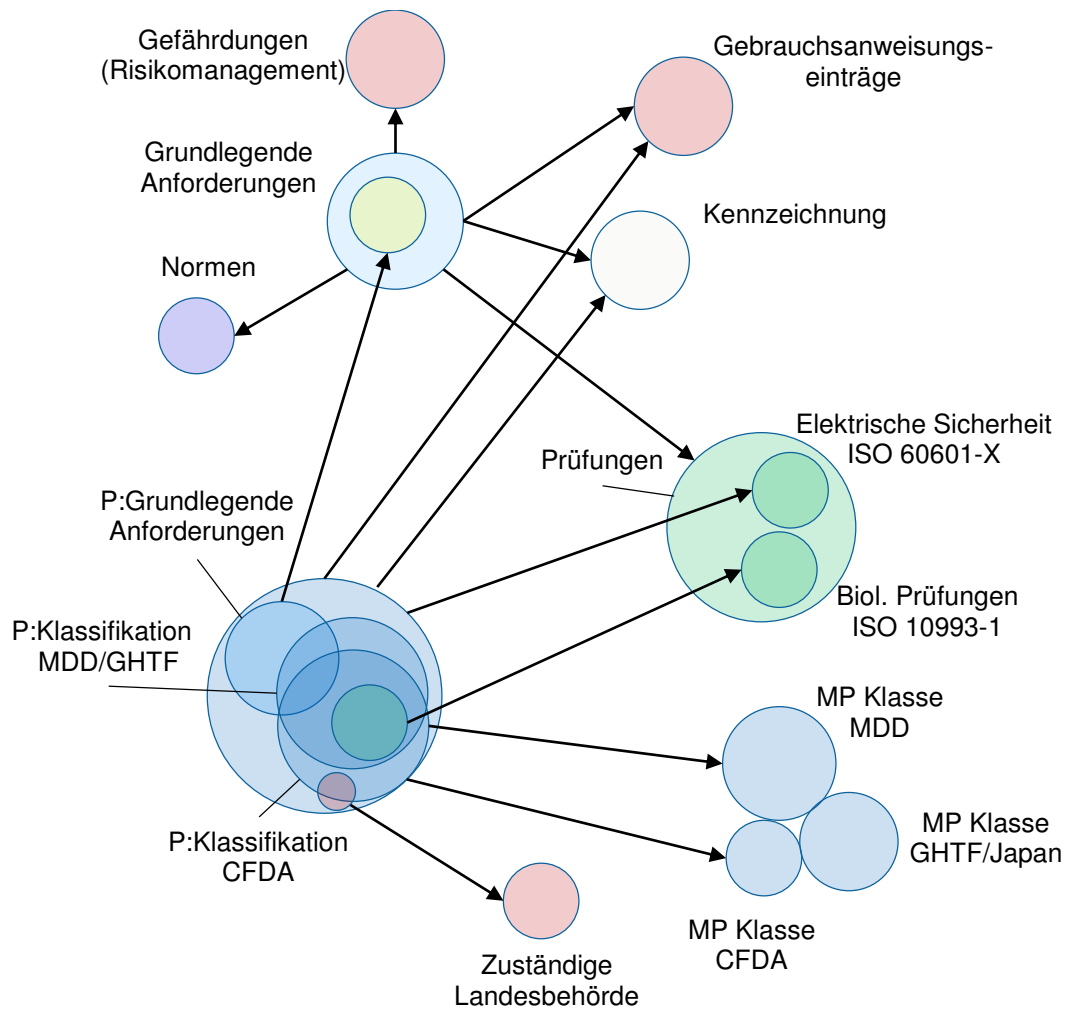 Gefährdungen
(Risikomanagement)
Gebrauchsanweisungs-
einträge
Grundlegende
Anforderungen
Kennzeichnung
Normen
Elektrische Sicherheit
ISO 60601-X
Prüfungen
P:Grundlegende
Anforderungen
Biol. Prüfungen
ISO 10993-1
P:Klassifikation
MDD/GHTF
MP Klasse
MDD
MP Klasse
GHTF/Japan
P:Klassifikation
CFDA
MP Klasse
CFDA
Zuständige
Landesbehörde